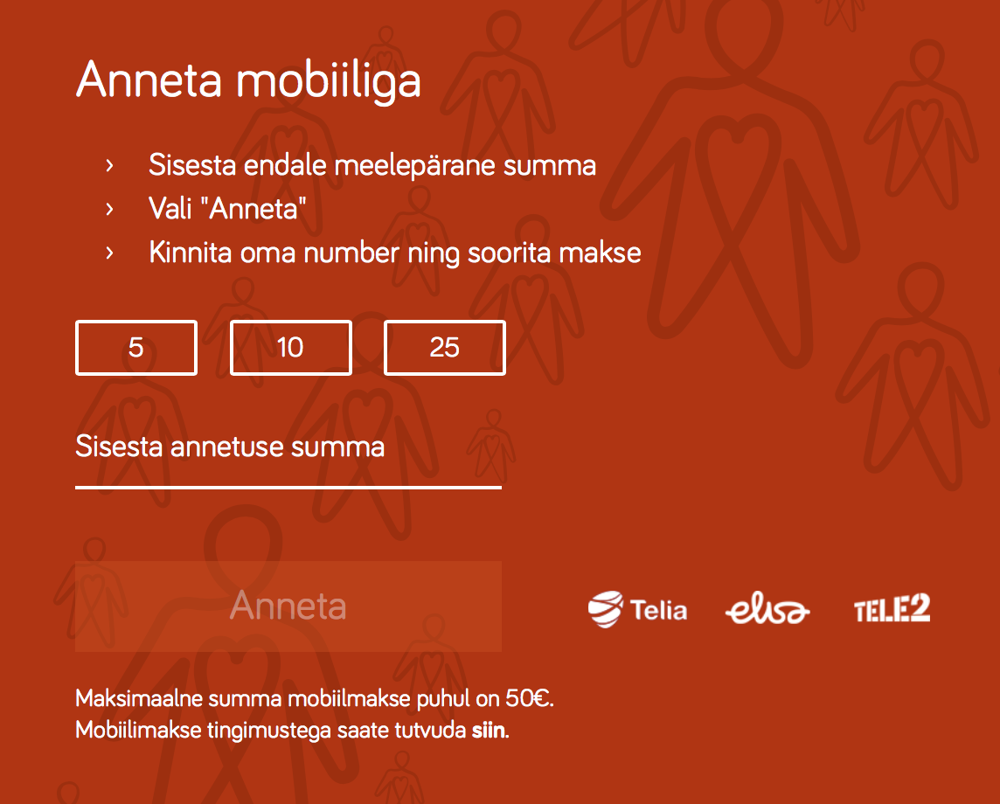 Anneta mobiiliga
› Sisesta endale meelepärane summa
› Vali "Anneta"
› Kinnita oma number ning soorita makse
5 10 25
Sisesta annetuse summa
Anneta
Telia elisa TELE2
Maksimaalne summa mobiilmakse puhul on 50€.
Mobiilimakse tingimustega saate tutvuda siin.